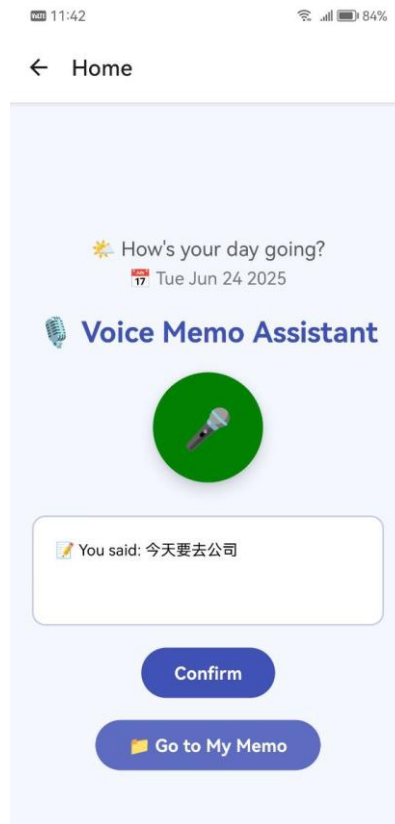 11:42 84%
← Home
🌤️ How's your day going?
📅 Tue Jun 24 2025
🎙️ Voice Memo Assistant
📝 You said: 今天要去公司
Confirm
📁 Go to My Memo